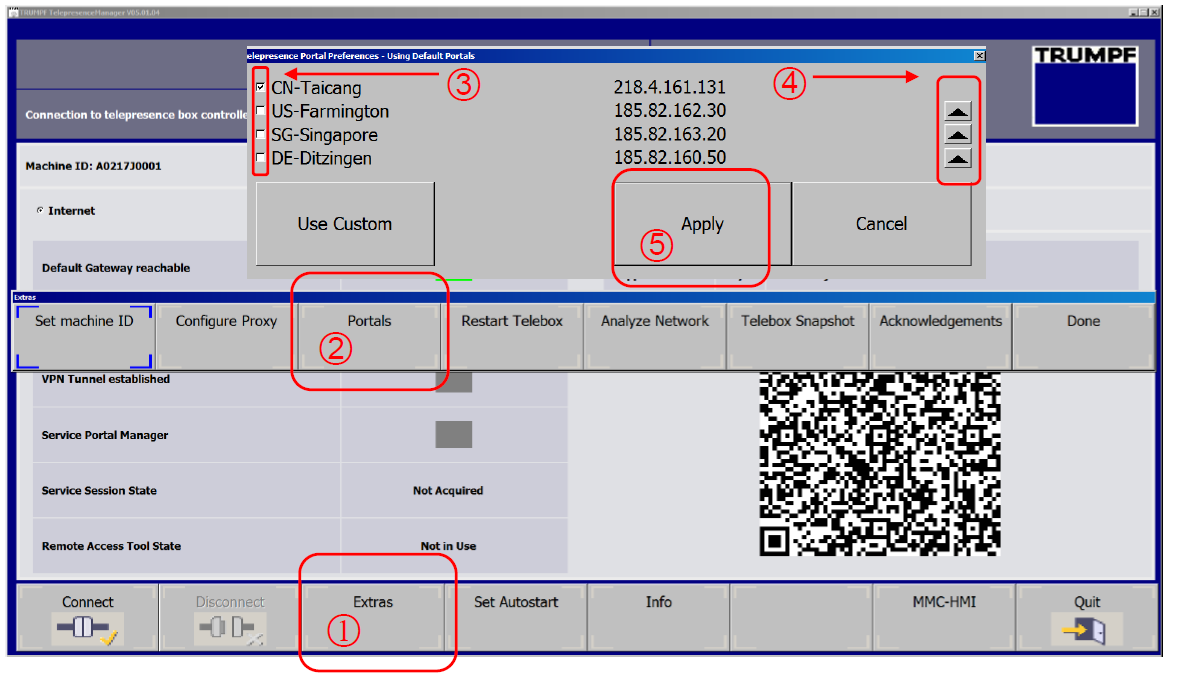 TRUMPF TelepresenceManager V05.01.04
elepresence Portal Preferences - Using Default Portals
TRUMPF
③
④
CN-Taicang 218.4.161.131
US-Farmington 185.82.162.30
SG-Singapore 185.82.163.20
DE-Ditzingen 185.82.160.50
Connection to telepresence box controlle
Machine ID: A0217J0001
Internet
Use Custom
Apply
Cancel
⑤
Default Gateway reachable
Extras
Set machine ID
Configure Proxy
Portals
Restart Telebox
Analyze Network
Telebox Snapshot
Acknowledgements
Done
②
VPN Tunnel established
Service Portal Manager
Service Session State Not Acquired
Remote Access Tool State Not in Use
Connect
Disconnect
Extras
Set Autostart
Info
MMC-HMI
Quit
①